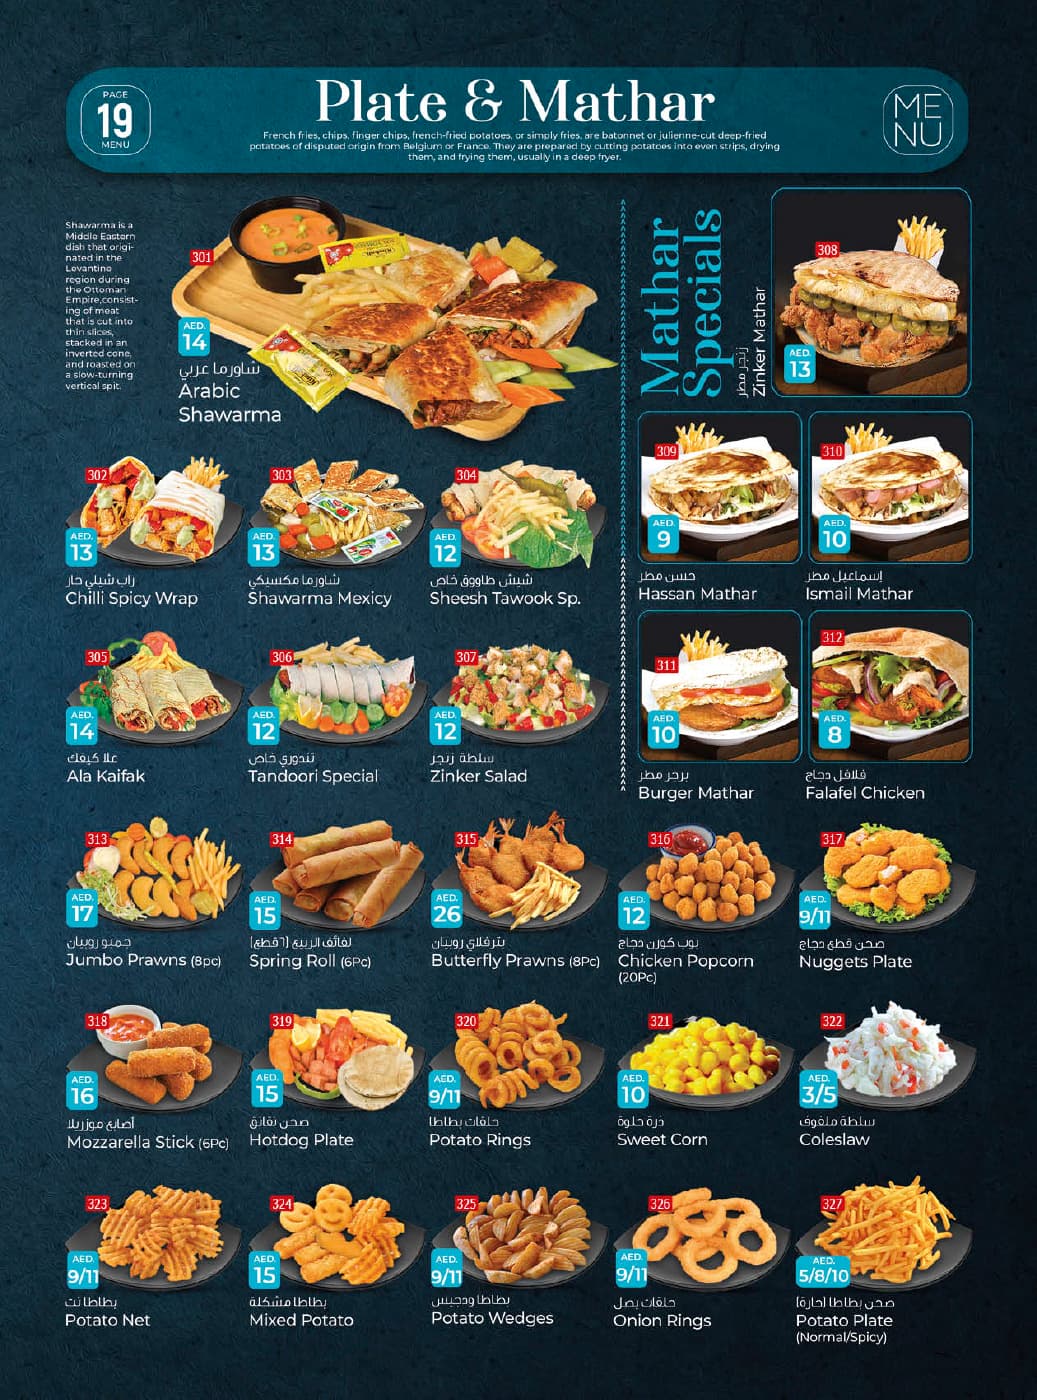 PAGE
19
MENU
Plate & Mathar
French fries, chips, finger chips, french-fried potatoes, or simply fries, are batonnet or julienne-cut deep-fried
potatoes of disputed origin from Belgium or France. They are prepared by cutting potatoes into even strips, drying
them, and frying them, usually in a deep fryer.
ME
NU
Shawarma is a
Middle Eastern
dish that origi-
nated in the
Levantine
region during
the Ottoman
Empire,consist-
ing of meat
that is cut into
thin slices,
stacked in an
inverted cone,
and roasted on
a slow-turning
vertical spit.
301
AED.
14
شاورما عربي
Arabic
Shawarma
Mathar
Specials
308
AED.
13
زنجر مطر
Zinker Mathar
302
AED.
13
راب شيلي حار
Chilli Spicy Wrap
303
AED.
13
شاورما مكسيكي
Shawarma Mexicy
304
AED.
12
شيش طاووق خاص
Sheesh Tawook Sp.
309
AED.
9
حسن مطر
Hassan Mathar
310
AED.
10
إسماعيل مطر
Ismail Mathar
305
AED.
14
علا كيفك
Ala Kaifak
306
AED.
12
تندوري خاص
Tandoori Special
307
AED.
12
سلطة زنجر
Zinker Salad
311
AED.
10
برجر مطر
Burger Mathar
312
AED.
8
فلافل دجاج
Falafel Chicken
313
AED.
17
جمبو روبيان
Jumbo Prawns (8pc)
314
AED.
15
لفائف الربيع (٦ قطع)
Spring Roll (6Pc)
315
AED.
26
بترفلاي روبيان
Butterfly Prawns (8Pc)
316
AED.
12
بوب كورن دجاج
Chicken Popcorn
(20Pc)
317
AED.
9/11
صحن قطع دجاج
Nuggets Plate
318
AED.
16
أصابع موزريلا
Mozzarella Stick (6Pc)
319
AED.
15
صحن نقانق
Hotdog Plate
320
AED.
9/11
حلقات بطاطا
Potato Rings
321
AED.
10
ذرة حلوة
Sweet Corn
322
AED.
3/5
سلطة ملفوف
Coleslaw
323
AED.
9/11
بطاطا نت
Potato Net
324
AED.
15
بطاطا مشكلة
Mixed Potato
325
AED.
9/11
بطاطا ودجيس
Potato Wedges
326
AED.
9/11
حلقات بصل
Onion Rings
327
AED.
5/8/10
صحن بطاطا (حارة)
Potato Plate
(Normal/Spicy)